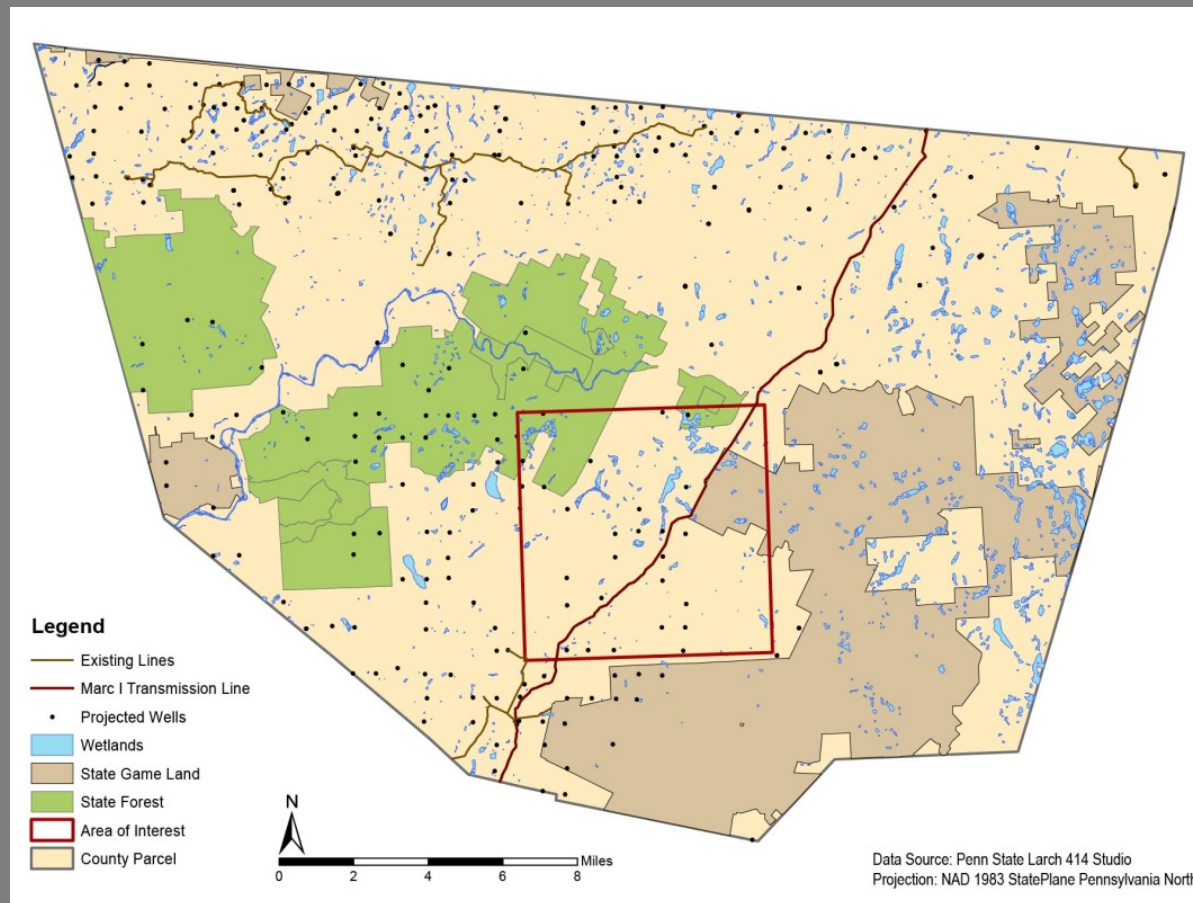 Legend
Existing Lines
Marc I Transmission Line
Projected Wells
Wetlands
State Game Land
State Forest
Area of Interest
County Parcel
N
Miles
0 2 4 6 8
Data Source: Penn State Larch 414 Studio
Projection: NAD 1983 StatePlane Pennsylvania North